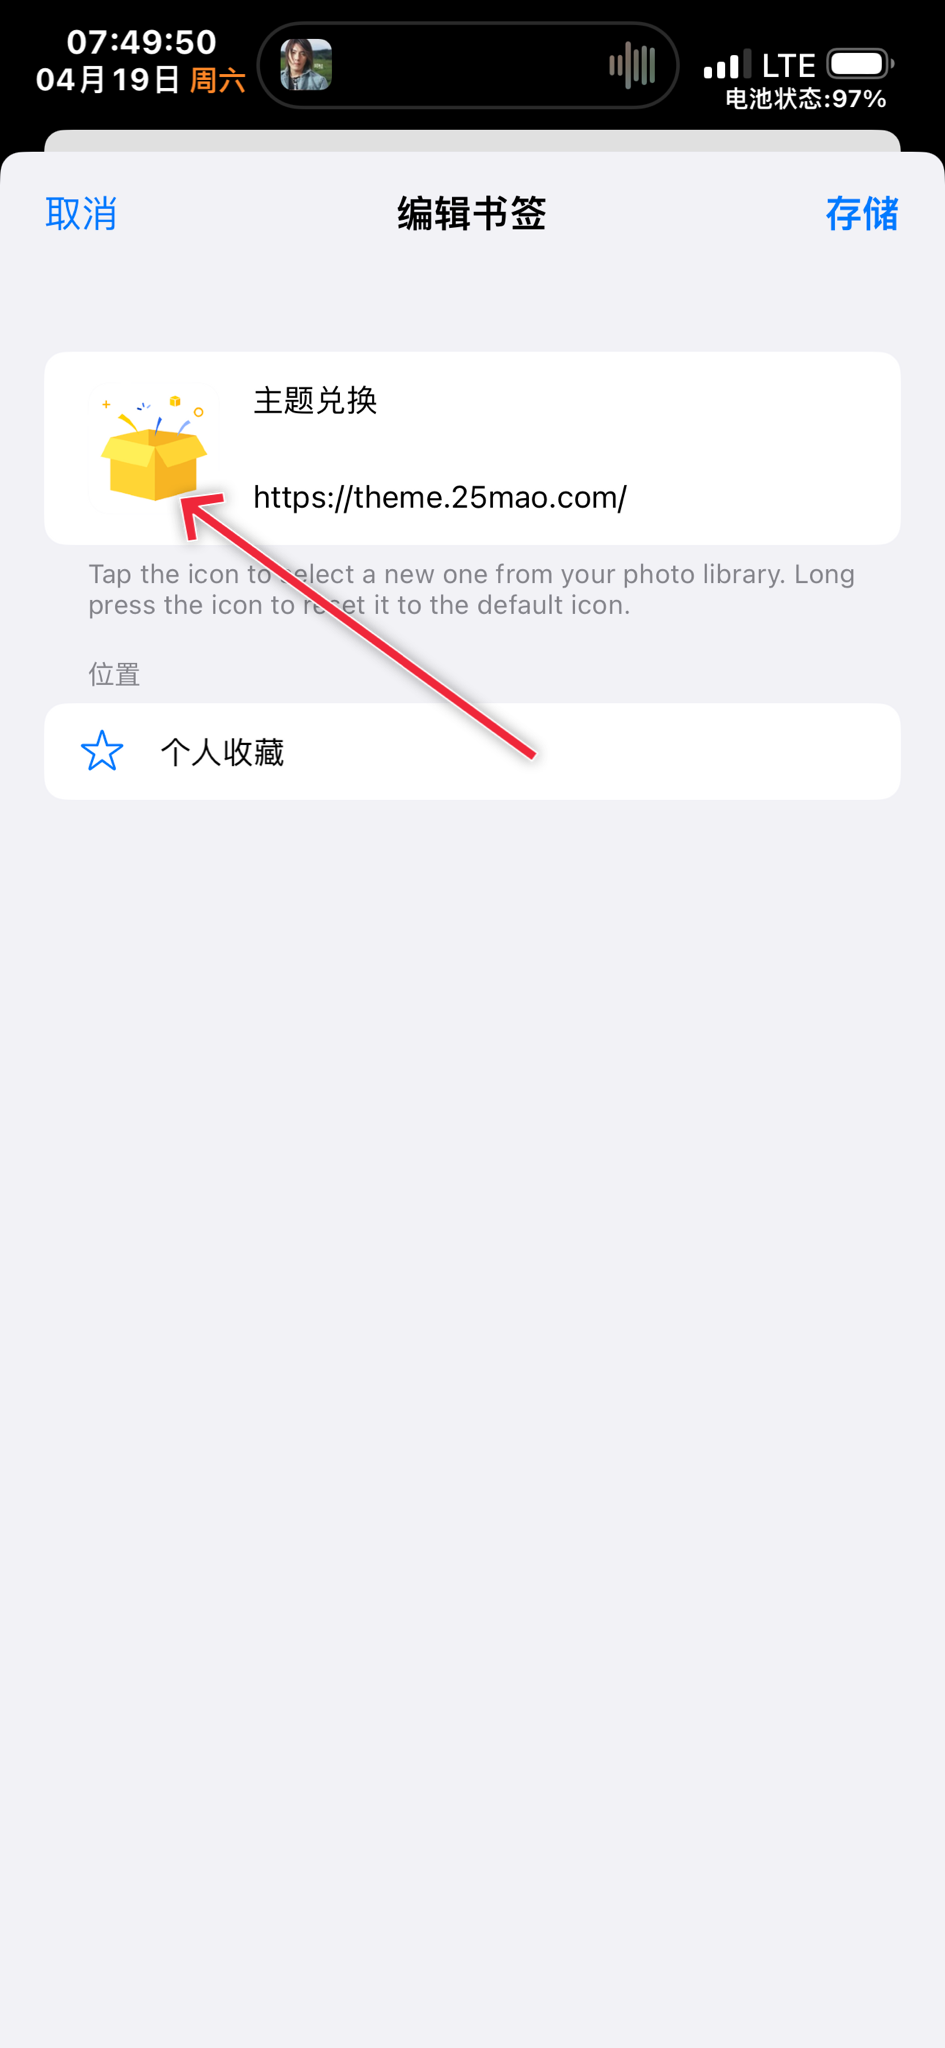 07:49:50
04月19日 周六
LTE
电池状态:97%
取消
编辑书签
存储
主题兑换
https://theme.25mao.com/
Tap the icon to select a new one from your photo library. Long
press the icon to reset it to the default icon.
位置
个人收藏